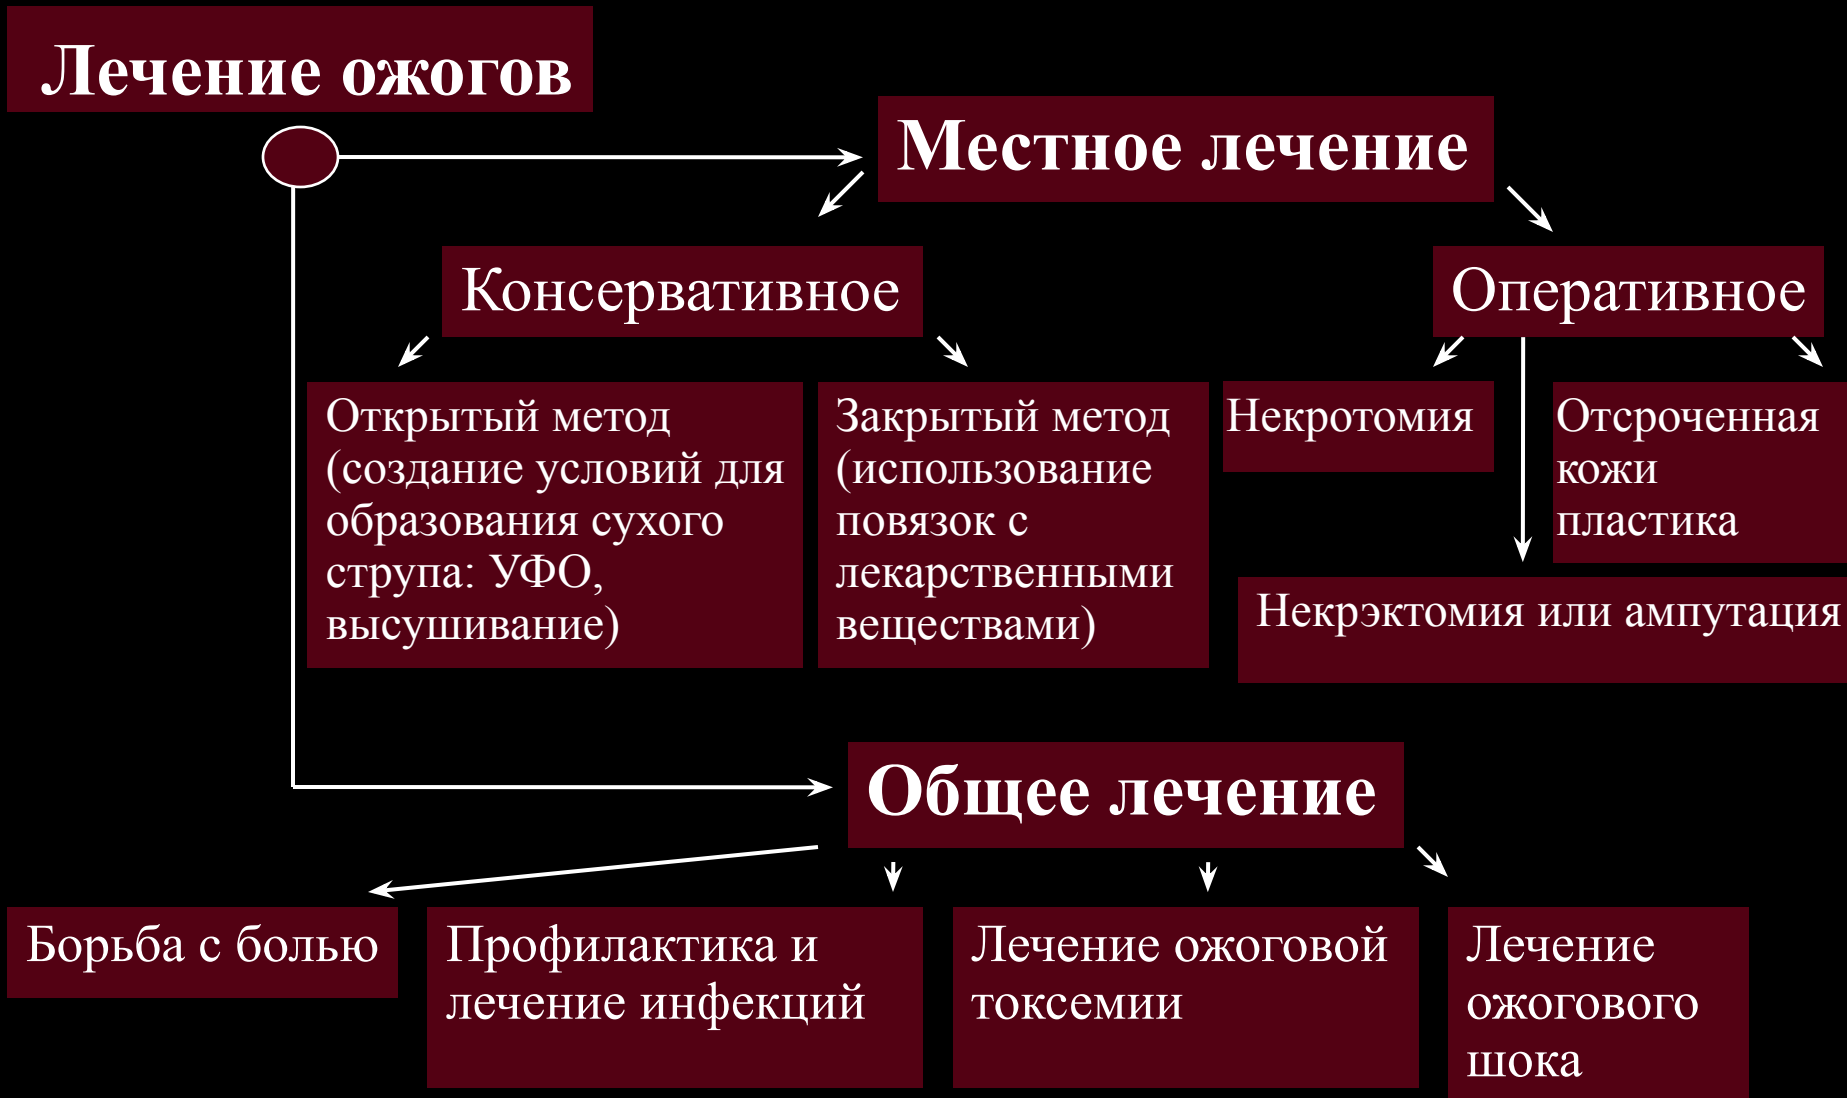 Лечение ожогов
Местное лечение
Консервативное
Оперативное
Открытый метод
(создание условий для
образования сухого
струпа: УФО,
высушивание)
Закрытый метод
(использование
повязок с
лекарственными
веществами)
Некротомия
Отсроченная
кожи
пластика
Некрэктомия или ампутация
Общее лечение
Борьба с болью
Профилактика и
лечение инфекций
Лечение ожоговой
токсемии
Лечение
ожогового
шока